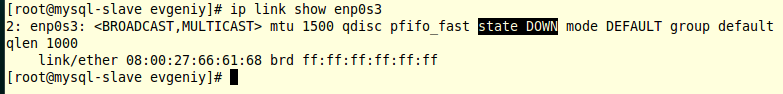 [root@mysql-slave evgeniy]# ip link show enp0s3
2: enp0s3: <BROADCAST,MULTICAST> mtu 1500 qdisc pfifo_fast state DOWN mode DEFAULT group default
qlen 1000
    link/ether 08:00:27:66:61:68 brd ff:ff:ff:ff:ff:ff
[root@mysql-slave evgeniy]#